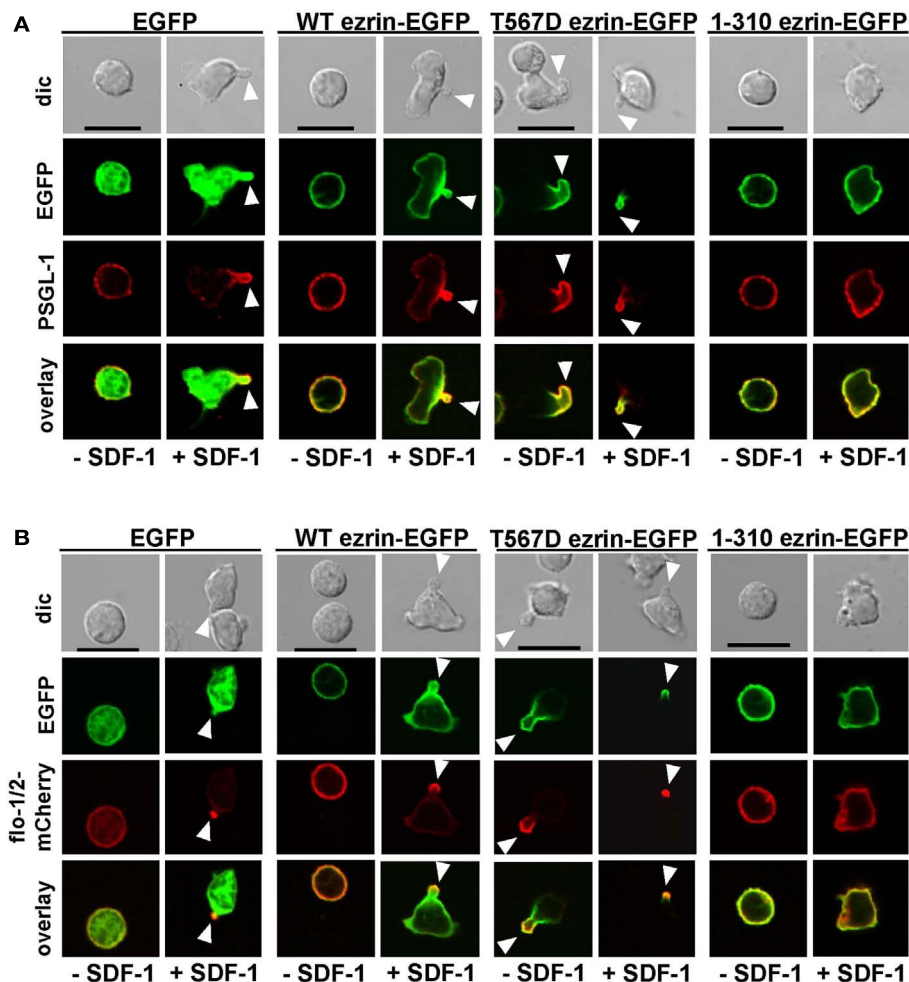 A
EGFP WT ezrin-EGFP T567D ezrin-EGFP 1-310 ezrin-EGFP
dic
EGFP
PSGL-1
overlay
- SDF-1 + SDF-1 - SDF-1 + SDF-1 - SDF-1 + SDF-1 - SDF-1 + SDF-1
B
EGFP WT ezrin-EGFP T567D ezrin-EGFP 1-310 ezrin-EGFP
dic
EGFP
flo-1/2-
mCherry
overlay
- SDF-1 + SDF-1 - SDF-1 + SDF-1 - SDF-1 + SDF-1 - SDF-1 + SDF-1